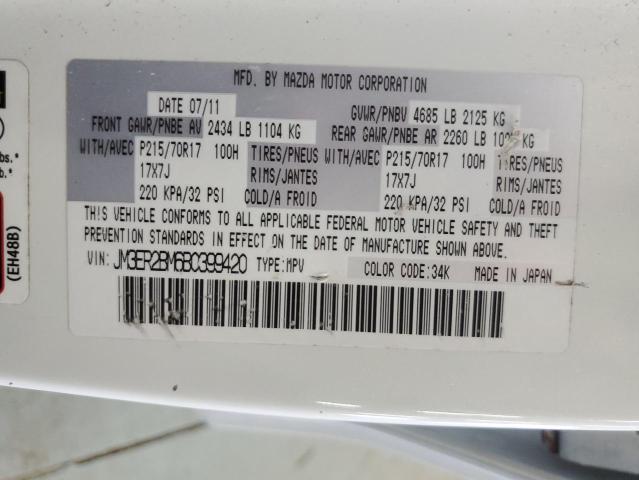 MFD. BY MAZDA MOTOR CORPORATION
DATE 07/11 GVWR/PNBV 4685 LB 2125 KG
FRONT GAWR/PNBE AV 2434 LB 1104 KG REAR GAWR/PNBE AR 2260 LB KG
WITH/AVEC P215/70R17 100H TIRES/PNEUS WITH/AVEC P215/70R17 100H TIRES/PNEUS
17X7J RIMS/JANTES 17X7J RIMS/JANTES
220 KPA/32 PSI COLD/A FROID 220 KPA/32 PSI COLD/A FROID
THIS VEHICLE CONFORMS TO ALL APPLICABLE FEDERAL MOTOR VEHICLE SAFETY AND THEFT
PREVENTION STANDARDS IN EFFECT ON THE DATE OF MANUFACTURE SHOWN ABOVE.
VIN: JM3ER2BM6BC399420 TYPE:MPV COLOR CODE:34K MADE IN JAPAN
(EH48B)